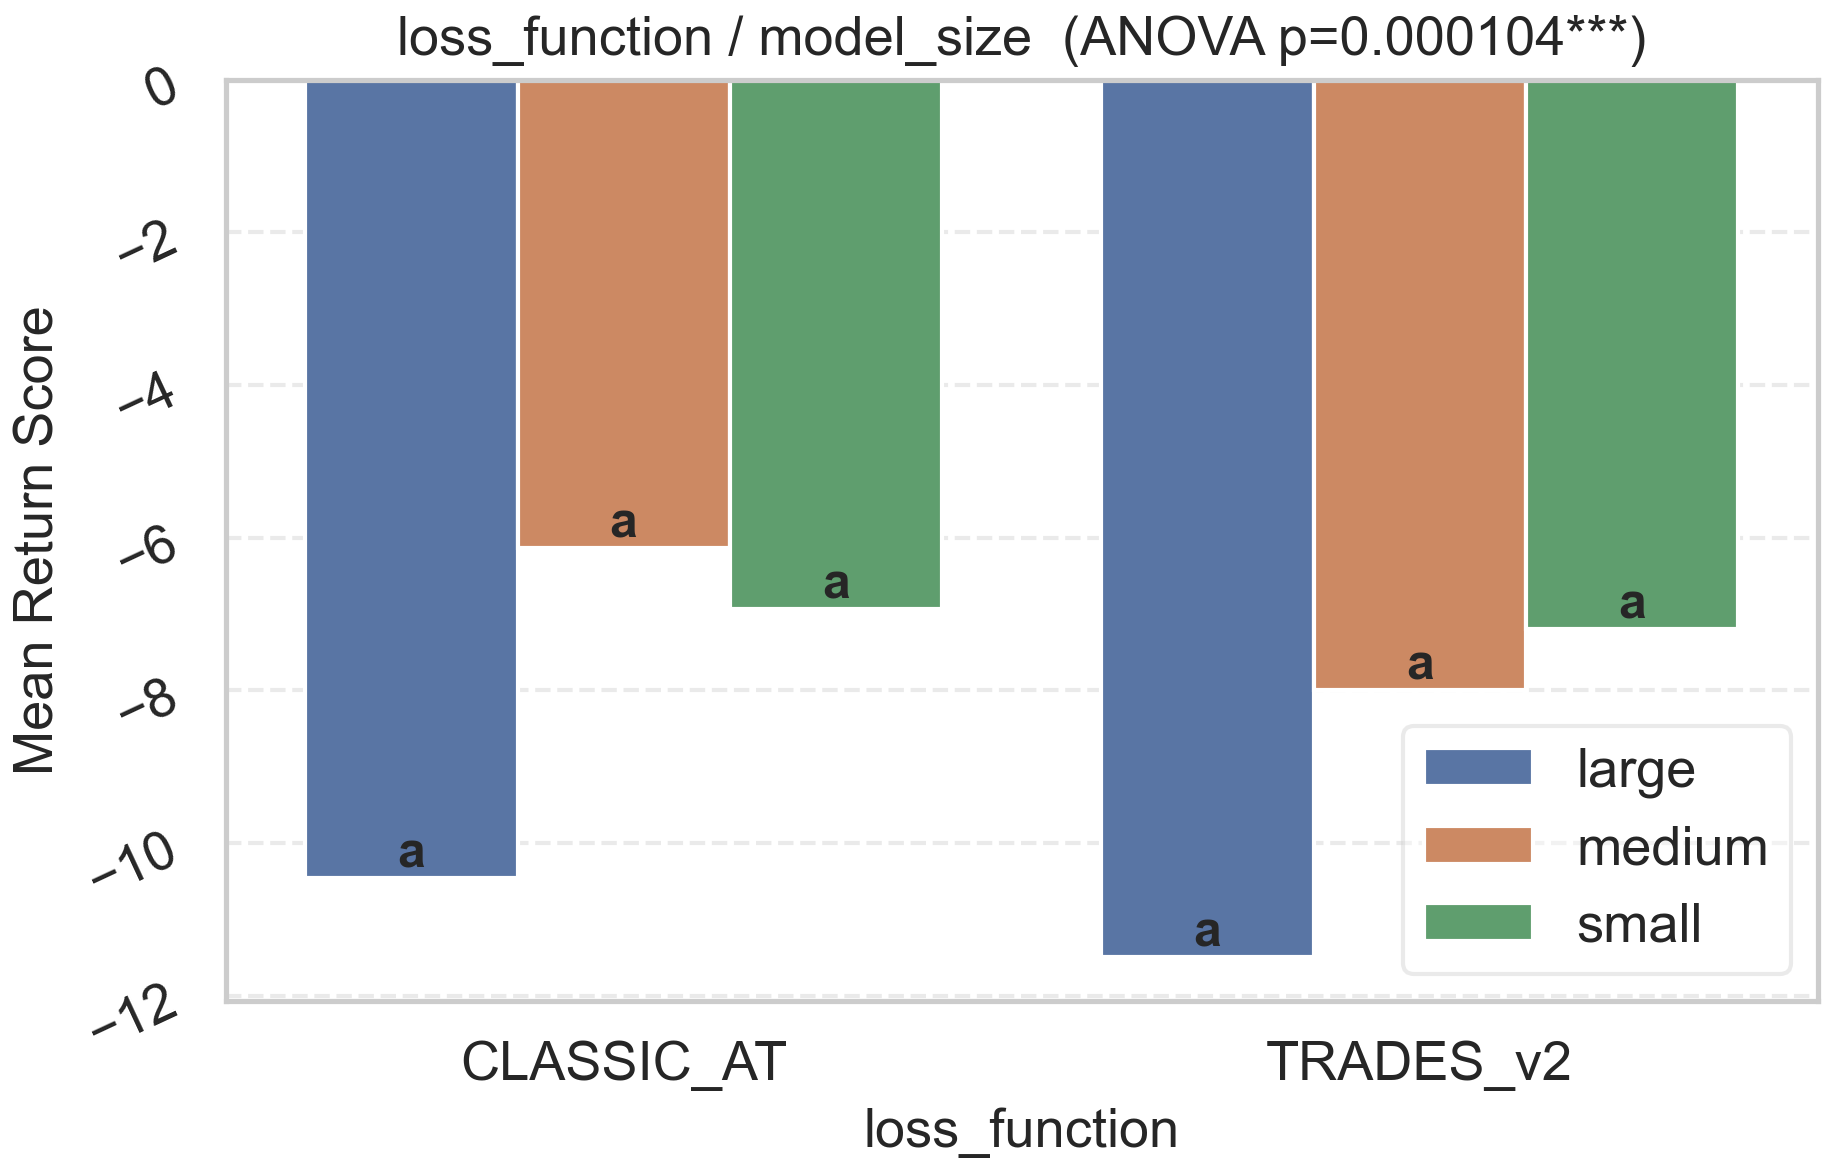 loss_function / model_size  (ANOVA p=0.000104***)
Mean Return Score
0
−2
−4
−6
−8
−10
−12
a
a
a
a
a
a
large
medium
small
CLASSIC_AT
TRADES_v2
loss_function